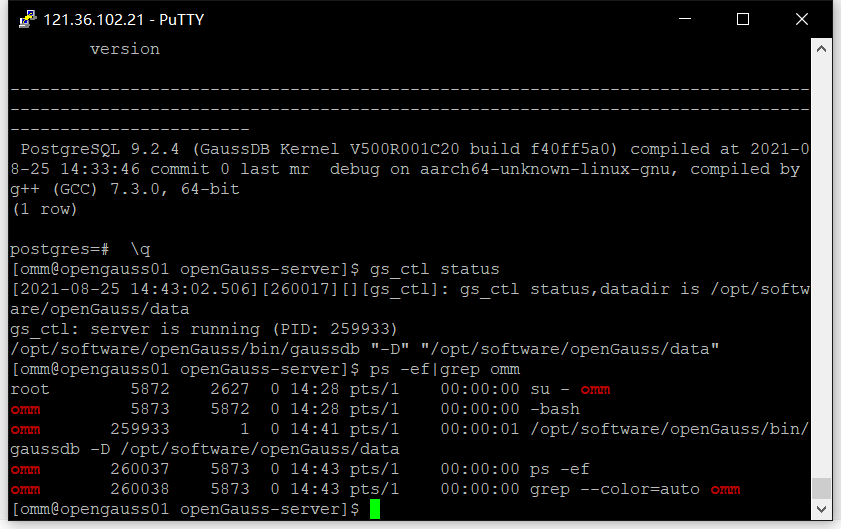 121.36.102.21 - PuTTY
version
--------------------------------------------------------------------------------
--------------------------------------------------------------------------------
------------------------
PostgreSQL 9.2.4 (GaussDB Kernel V500R001C20 build f40ff5a0) compiled at 2021-0
8-25 14:33:46 commit 0 last mr  debug on aarch64-unknown-linux-gnu, compiled by
g++ (GCC) 7.3.0, 64-bit
(1 row)
postgres=#  \q
[omm@opengauss01 openGauss-server]$ gs_ctl status
[2021-08-25 14:43:02.506][260017][][gs_ctl]: gs_ctl status,datadir is /opt/softw
are/openGauss/data
gs_ctl: server is running (PID: 259933)
/opt/software/openGauss/bin/gaussdb "-D" "/opt/software/openGauss/data"
[omm@opengauss01 openGauss-server]$ ps -ef|grep omm
root        5872    2627  0 14:28 pts/1    00:00:00 su - omm
omm         5873    5872  0 14:28 pts/1    00:00:00 -bash
omm       259933       1  0 14:41 pts/1    00:00:01 /opt/software/openGauss/bin/
gaussdb -D /opt/software/openGauss/data
omm       260037    5873  0 14:43 pts/1    00:00:00 ps -ef
omm       260038    5873  0 14:43 pts/1    00:00:00 grep --color=auto omm
[omm@opengauss01 openGauss-server]$